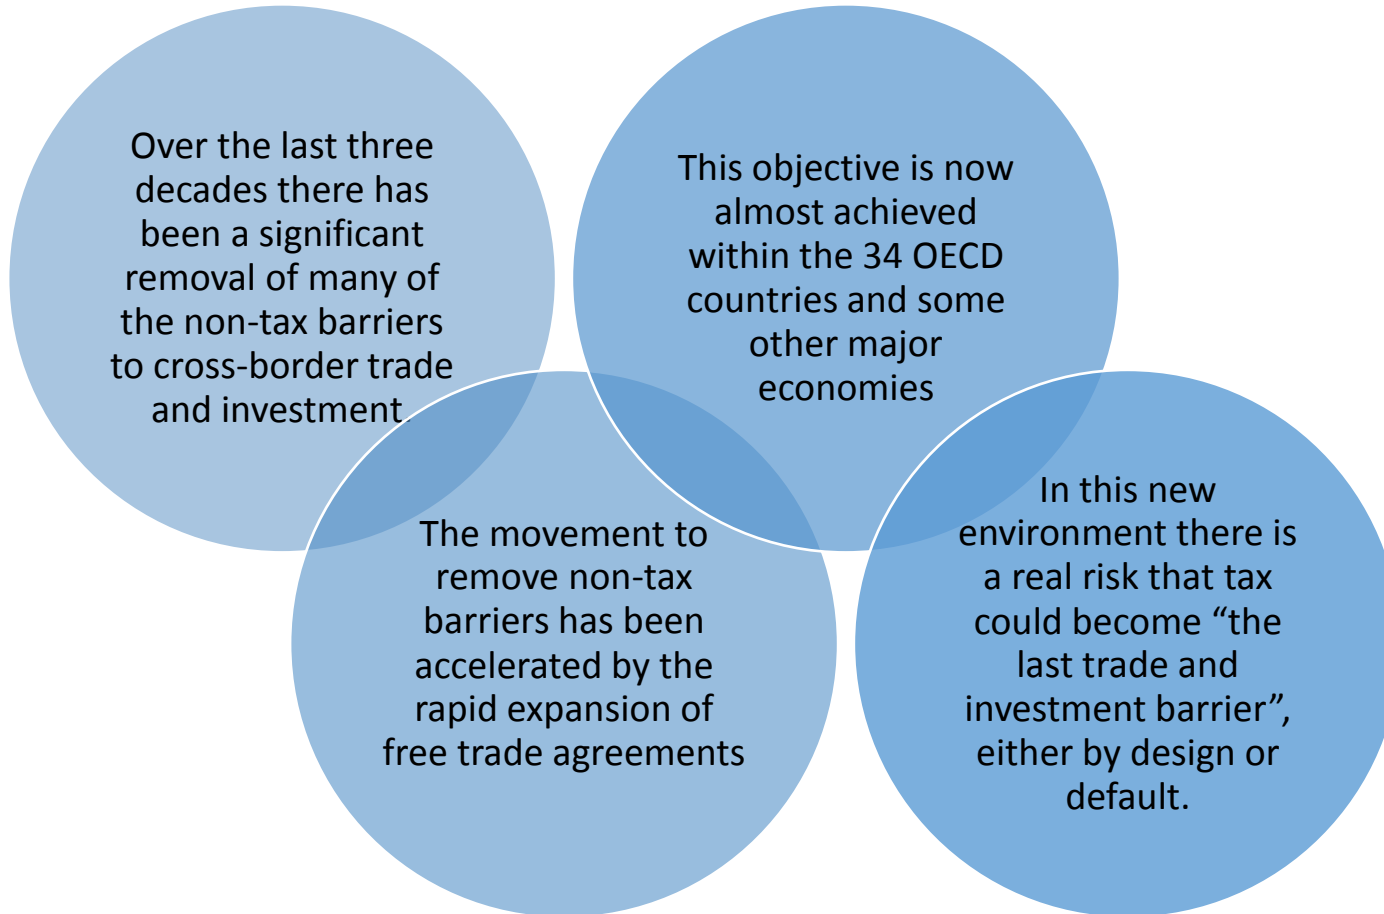 Over the last three
decades there has
been a significant
removal of many of
the non-tax barriers
to cross-border trade
and investment.
The movement to
remove non-tax
barriers has been
accelerated by the
rapid expansion of
free trade agreements
This objective is now
almost achieved
within the 34 OECD
countries and some
other major
economies
In this new
environment there is
a real risk that tax
could become “the
last trade and
investment barrier”,
either by design or
default.